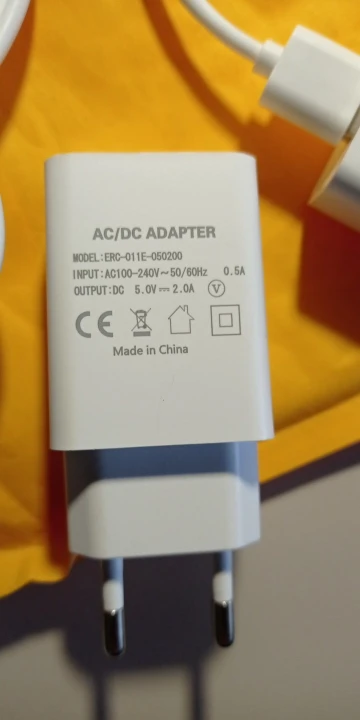 AC/DC ADAPTER
MODEL:ERC-011E-050200
INPUT:AC100-240V~50/60Hz 0.5A
OUTPUT:DC 5.0V⎓2.0A Ⓥ
CE
Made in China